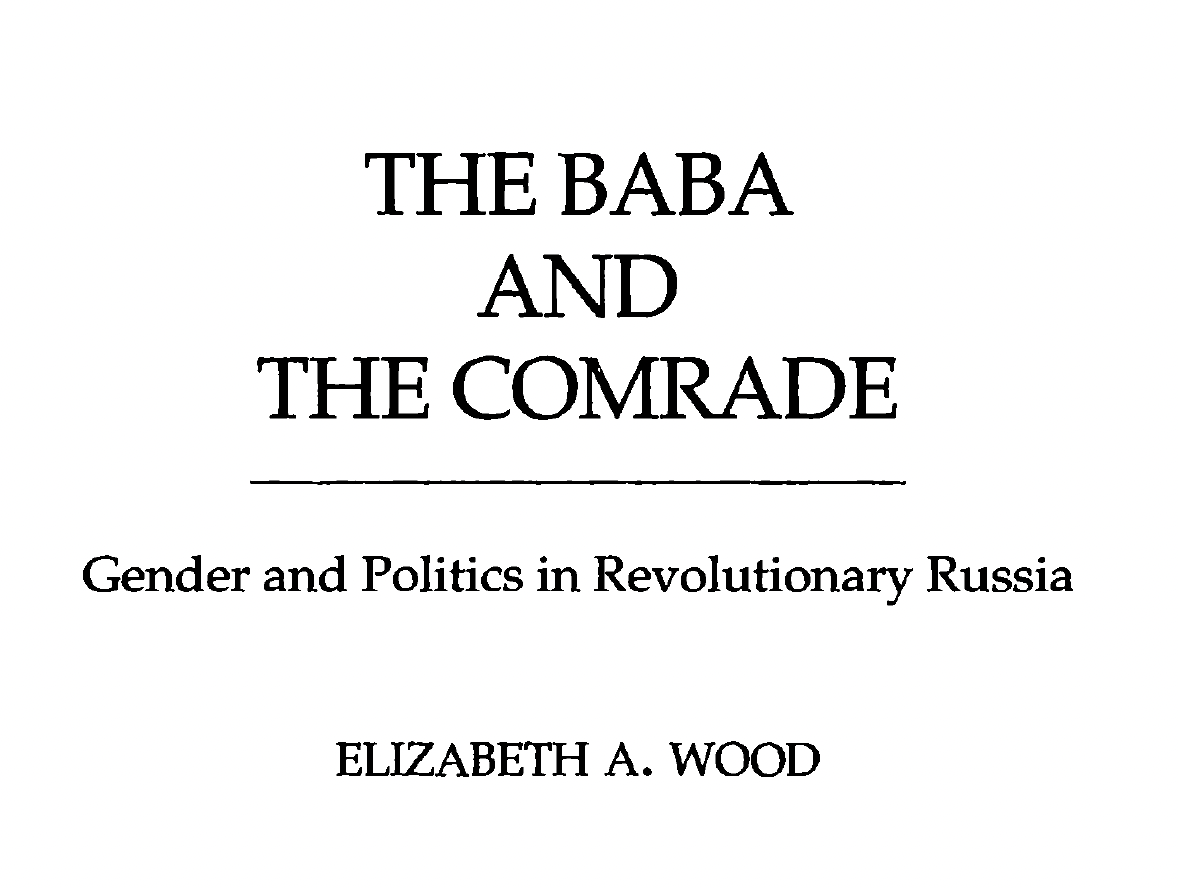 THE BABA
AND
THE COMRADE
Gender and Politics in Revolutionary Russia
ELIZABETH A. WOOD